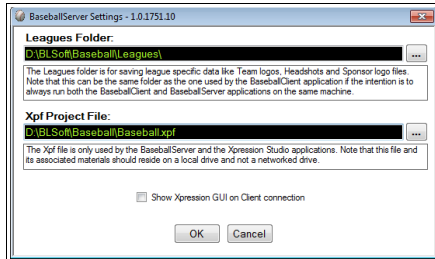 BaseballServer Settings - 1.0.1751.10
Leagues Folder:
D:\BLSoft\Baseball\Leagues\
...
The Leagues folder is for saving league specific data like Team logos, Headshots and Sponsor logo files.
Note that this can be the same folder as the one used by the BaseballClient application if the intention is to
always run both the BaseballClient and BaseballServer applications on the same machine.
Xpf Project File:
D:\BLSoft\Baseball\Baseball.xpf
...
The Xpf file is only used by the BaseballServer and the Xpression Studio applications. Note that this file and
its associated materials should reside on a local drive and not a networked drive.
Show Xpression GUI on Client connection
OK Cancel